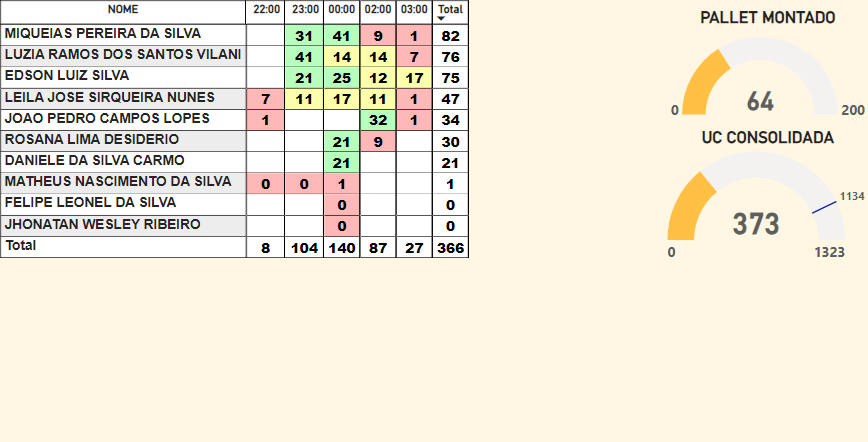 NOME 22:00 23:00 00:00 02:00 03:00 Total
MIQUEIAS PEREIRA DA SILVA 31 41 9 1 82
LUZIA RAMOS DOS SANTOS VILANI 41 14 14 7 76
EDSON LUIZ SILVA 21 25 12 17 75
LEILA JOSE SIRQUEIRA NUNES 7 11 17 11 1 47
JOAO PEDRO CAMPOS LOPES 1 32 1 34
ROSANA LIMA DESIDERIO 21 9 30
DANIELE DA SILVA CARMO 21 21
MATHEUS NASCIMENTO DA SILVA 0 0 1 1
FELIPE LEONEL DA SILVA 0 0
JHONATAN WESLEY RIBEIRO 0 0
Total 8 104 140 87 27 366
PALLET MONTADO
64
0 200
UC CONSOLIDADA
1134
373
0 1323